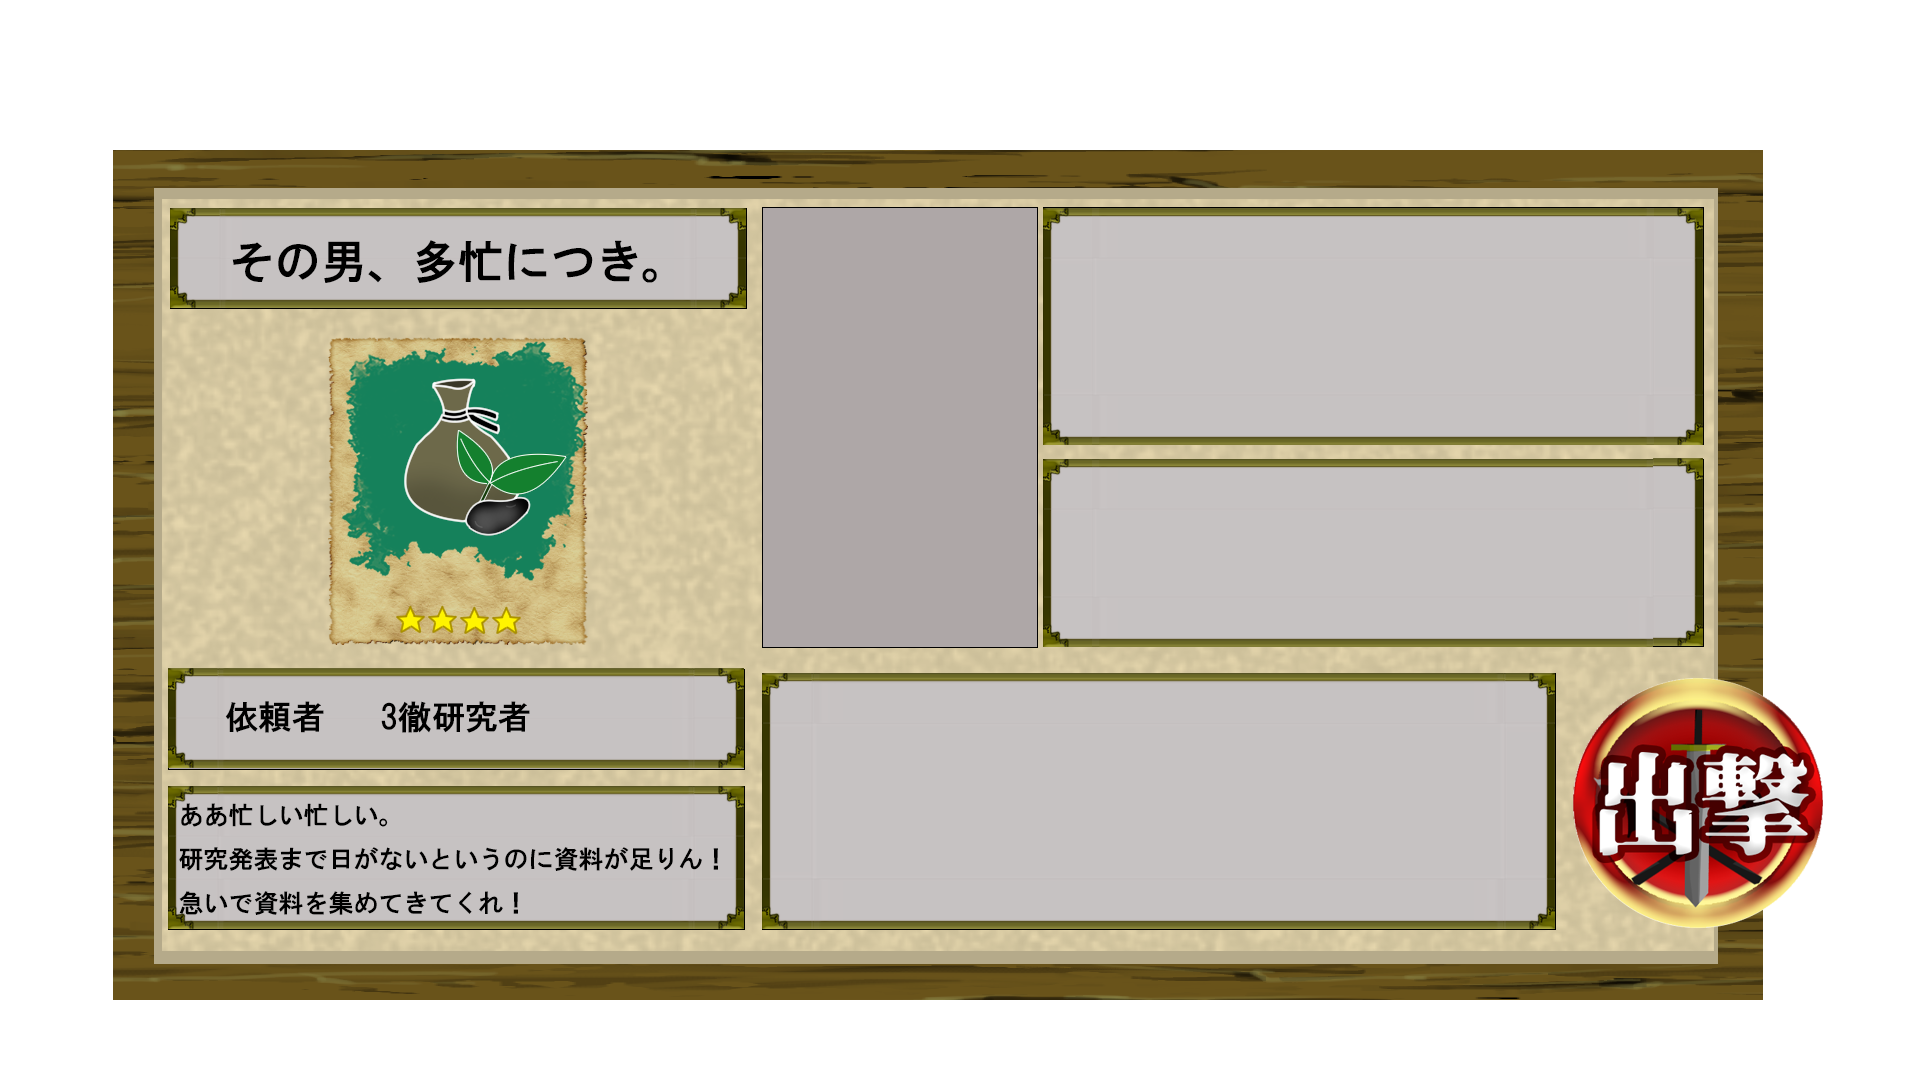 その男、多忙につき。
依頼者　3徹研究者
ああ忙しい忙しい。
研究発表まで日がないというのに資料が足りん！
急いで資料を集めてきてくれ！
出撃